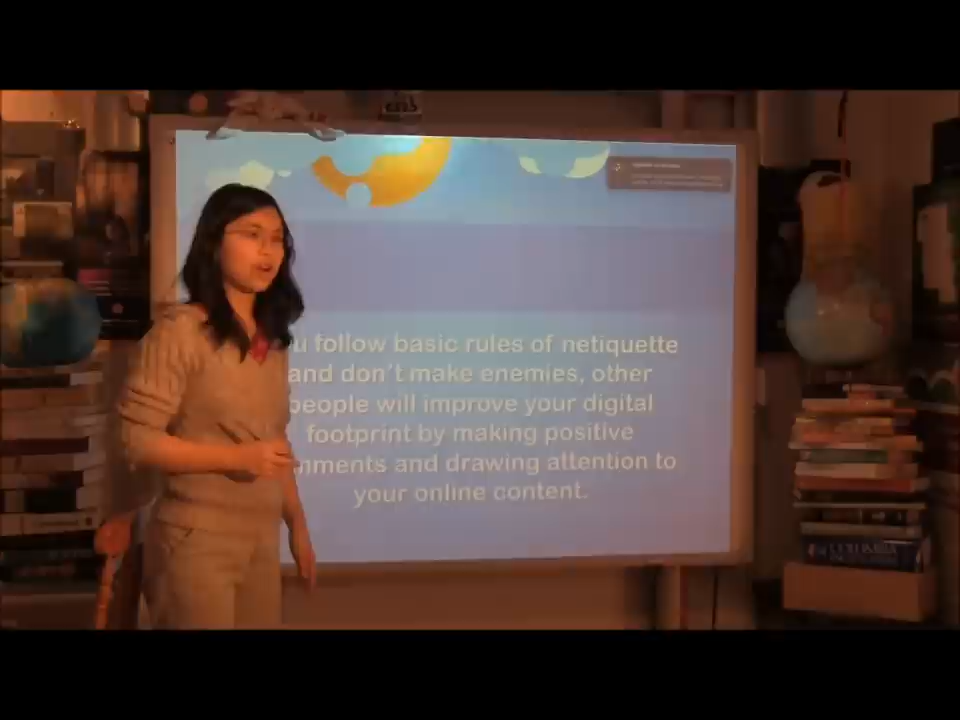 u follow basic rules of netiquette
and don't make enemies, other
people will improve your digital
footprint by making positive
mments and drawing attention to
your online content.
COLUMBIA